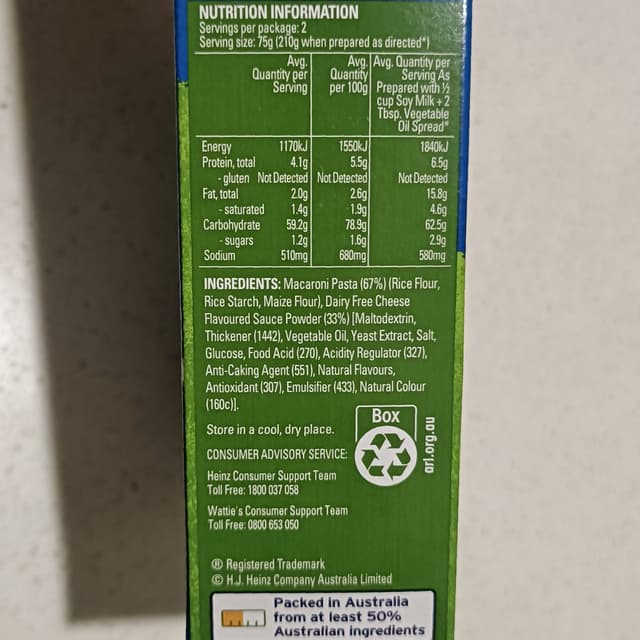 NUTRITION INFORMATION
Servings per package: 2
Serving size: 75g (210g when prepared as directed*)
Avg. Quantity per Serving
Avg. Quantity per 100g
Avg. Quantity per Serving As Prepared with ½ cup Soy Milk + 2 Tbsp. Vegetable Oil Spread*
Energy 1170kJ 1550kJ 1840kJ
Protein, total 4.1g 5.5g 6.5g
- gluten Not Detected Not Detected Not Detected
Fat, total 2.0g 2.6g 15.8g
- saturated 1.4g 1.9g 4.6g
Carbohydrate 59.2g 78.9g 62.5g
- sugars 1.2g 1.6g 2.9g
Sodium 510mg 680mg 580mg
INGREDIENTS: Macaroni Pasta (67%) (Rice Flour,
Rice Starch, Maize Flour), Dairy Free Cheese
Flavoured Sauce Powder (33%) [Maltodextrin,
Thickener (1442), Vegetable Oil, Yeast Extract, Salt,
Glucose, Food Acid (270), Acidity Regulator (327),
Anti-Caking Agent (551), Natural Flavours,
Antioxidant (307), Emulsifier (433), Natural Colour
(160c)].
Store in a cool, dry place.
Box
arl.org.au
CONSUMER ADVISORY SERVICE:
Heinz Consumer Support Team
Toll Free: 1800 037 058
Wattie's Consumer Support Team
Toll Free: 0800 653 050
® Registered Trademark
© H.J. Heinz Company Australia Limited
Packed in Australia
from at least 50%
Australian ingredients